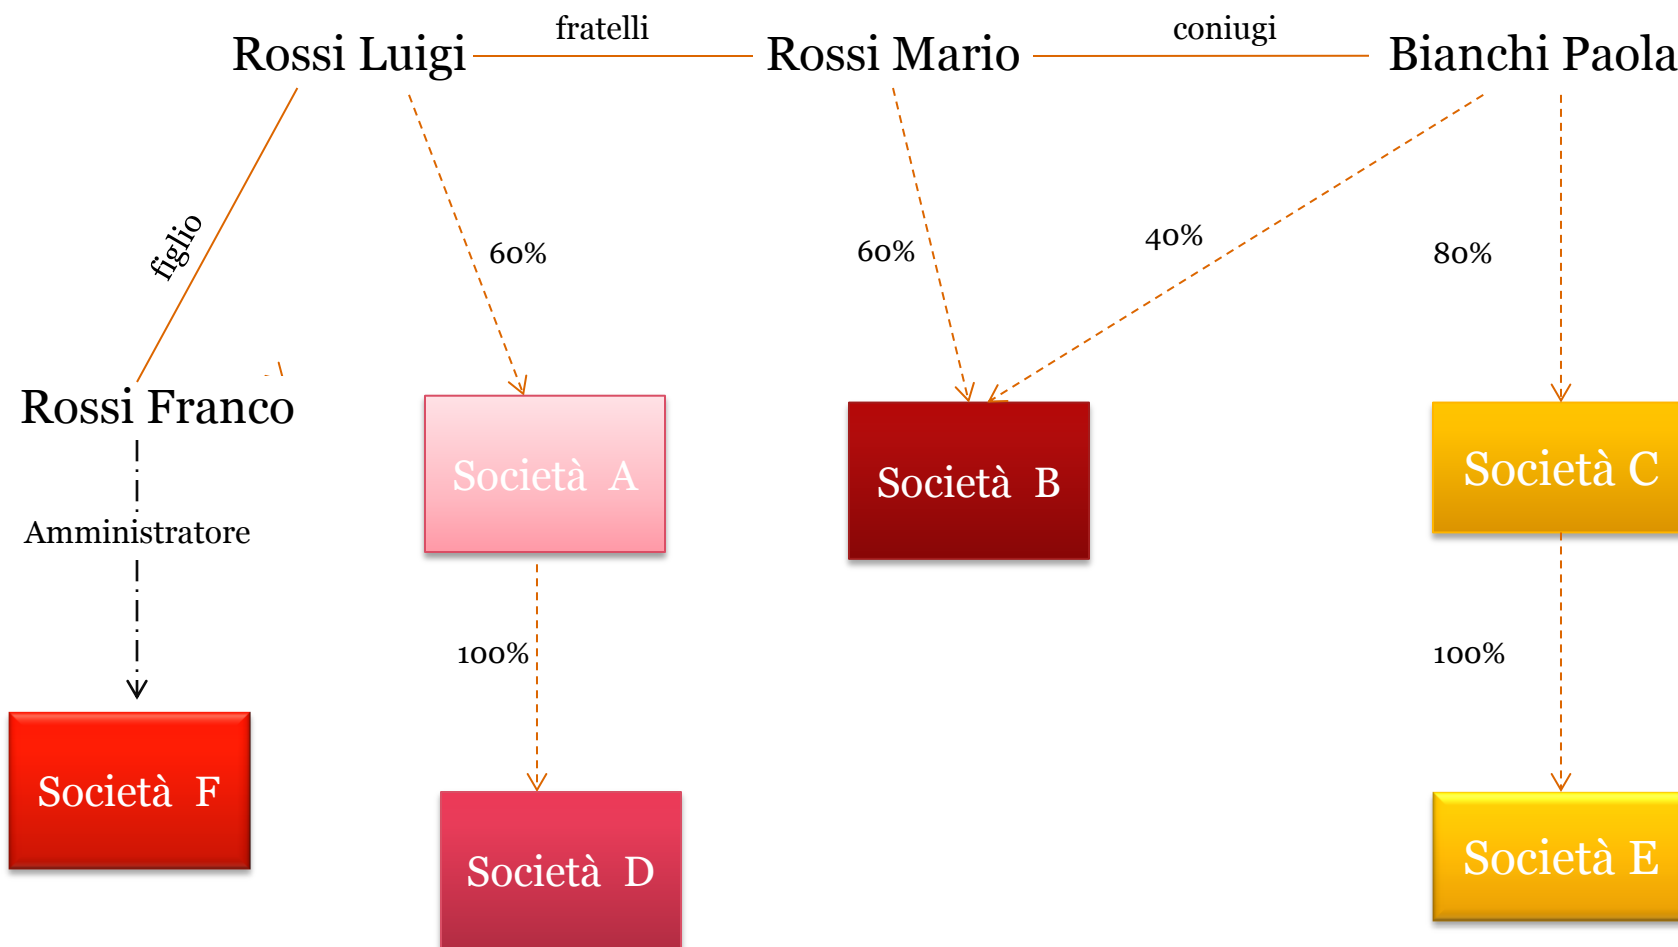 fratelli
coniugi
Rossi Luigi
Rossi Mario
Bianchi Paola
figlio
60%
60%
40%
80%
Rossi Franco
Società A
Società B
Società C
Amministratore
100%
100%
Società F
Società D
Società E